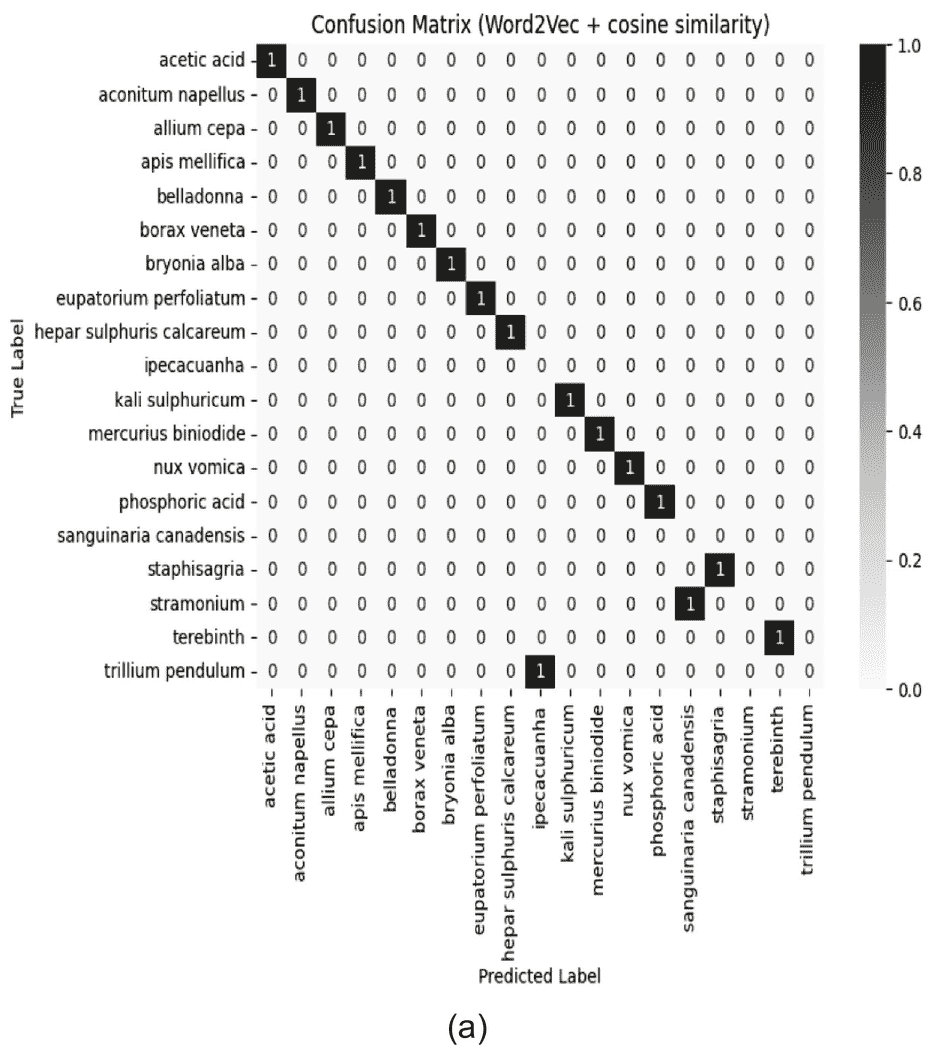 Confusion Matrix (Word2Vec + cosine similarity)
True Label
acetic acid 1 0 0 0 0 0 0 0 0 0 0 0 0 0 0 0 0 0 0 1.0
aconitum napellus 0 1 0 0 0 0 0 0 0 0 0 0 0 0 0 0 0 0 0
allium cepa 0 0 1 0 0 0 0 0 0 0 0 0 0 0 0 0 0 0 0
apis mellifica 0 0 0 1 0 0 0 0 0 0 0 0 0 0 0 0 0 0 0 0.8
belladonna 0 0 0 0 1 0 0 0 0 0 0 0 0 0 0 0 0 0 0
borax veneta 0 0 0 0 0 1 0 0 0 0 0 0 0 0 0 0 0 0 0
bryonia alba 0 0 0 0 0 0 1 0 0 0 0 0 0 0 0 0 0 0 0
eupatorium perfoliatum 0 0 0 0 0 0 0 1 0 0 0 0 0 0 0 0 0 0 0 0.6
hepar sulphuris calcareum 0 0 0 0 0 0 0 0 1 0 0 0 0 0 0 0 0 0 0
ipecacuanha 0 0 0 0 0 0 0 0 0 0 0 0 0 0 0 0 0 0 0
kali sulphuricum 0 0 0 0 0 0 0 0 0 0 1 0 0 0 0 0 0 0 0
mercurius biniodide 0 0 0 0 0 0 0 0 0 0 0 1 0 0 0 0 0 0 0 0.4
nux vomica 0 0 0 0 0 0 0 0 0 0 0 0 1 0 0 0 0 0 0
phosphoric acid 0 0 0 0 0 0 0 0 0 0 0 0 0 1 0 0 0 0 0
sanguinaria canadensis 0 0 0 0 0 0 0 0 0 0 0 0 0 0 0 0 0 0 0
staphisagria 0 0 0 0 0 0 0 0 0 0 0 0 0 0 0 1 0 0 0 0.2
stramonium 0 0 0 0 0 0 0 0 0 0 0 0 0 0 1 0 0 0 0
terebinth 0 0 0 0 0 0 0 0 0 0 0 0 0 0 0 0 0 1 0
trillium pendulum 0 0 0 0 0 0 0 0 0 1 0 0 0 0 0 0 0 0 0 0.0
acetic acid
aconitum napellus
allium cepa
apis mellifica
belladonna
borax veneta
bryonia alba
eupatorium perfoliatum
hepar sulphuris calcareum
ipecacuanha
kali sulphuricum
mercurius biniodide
nux vomica
phosphoric acid
sanguinaria canadensis
staphisagria
stramonium
terebinth
trillium pendulum
Predicted Label
(a)